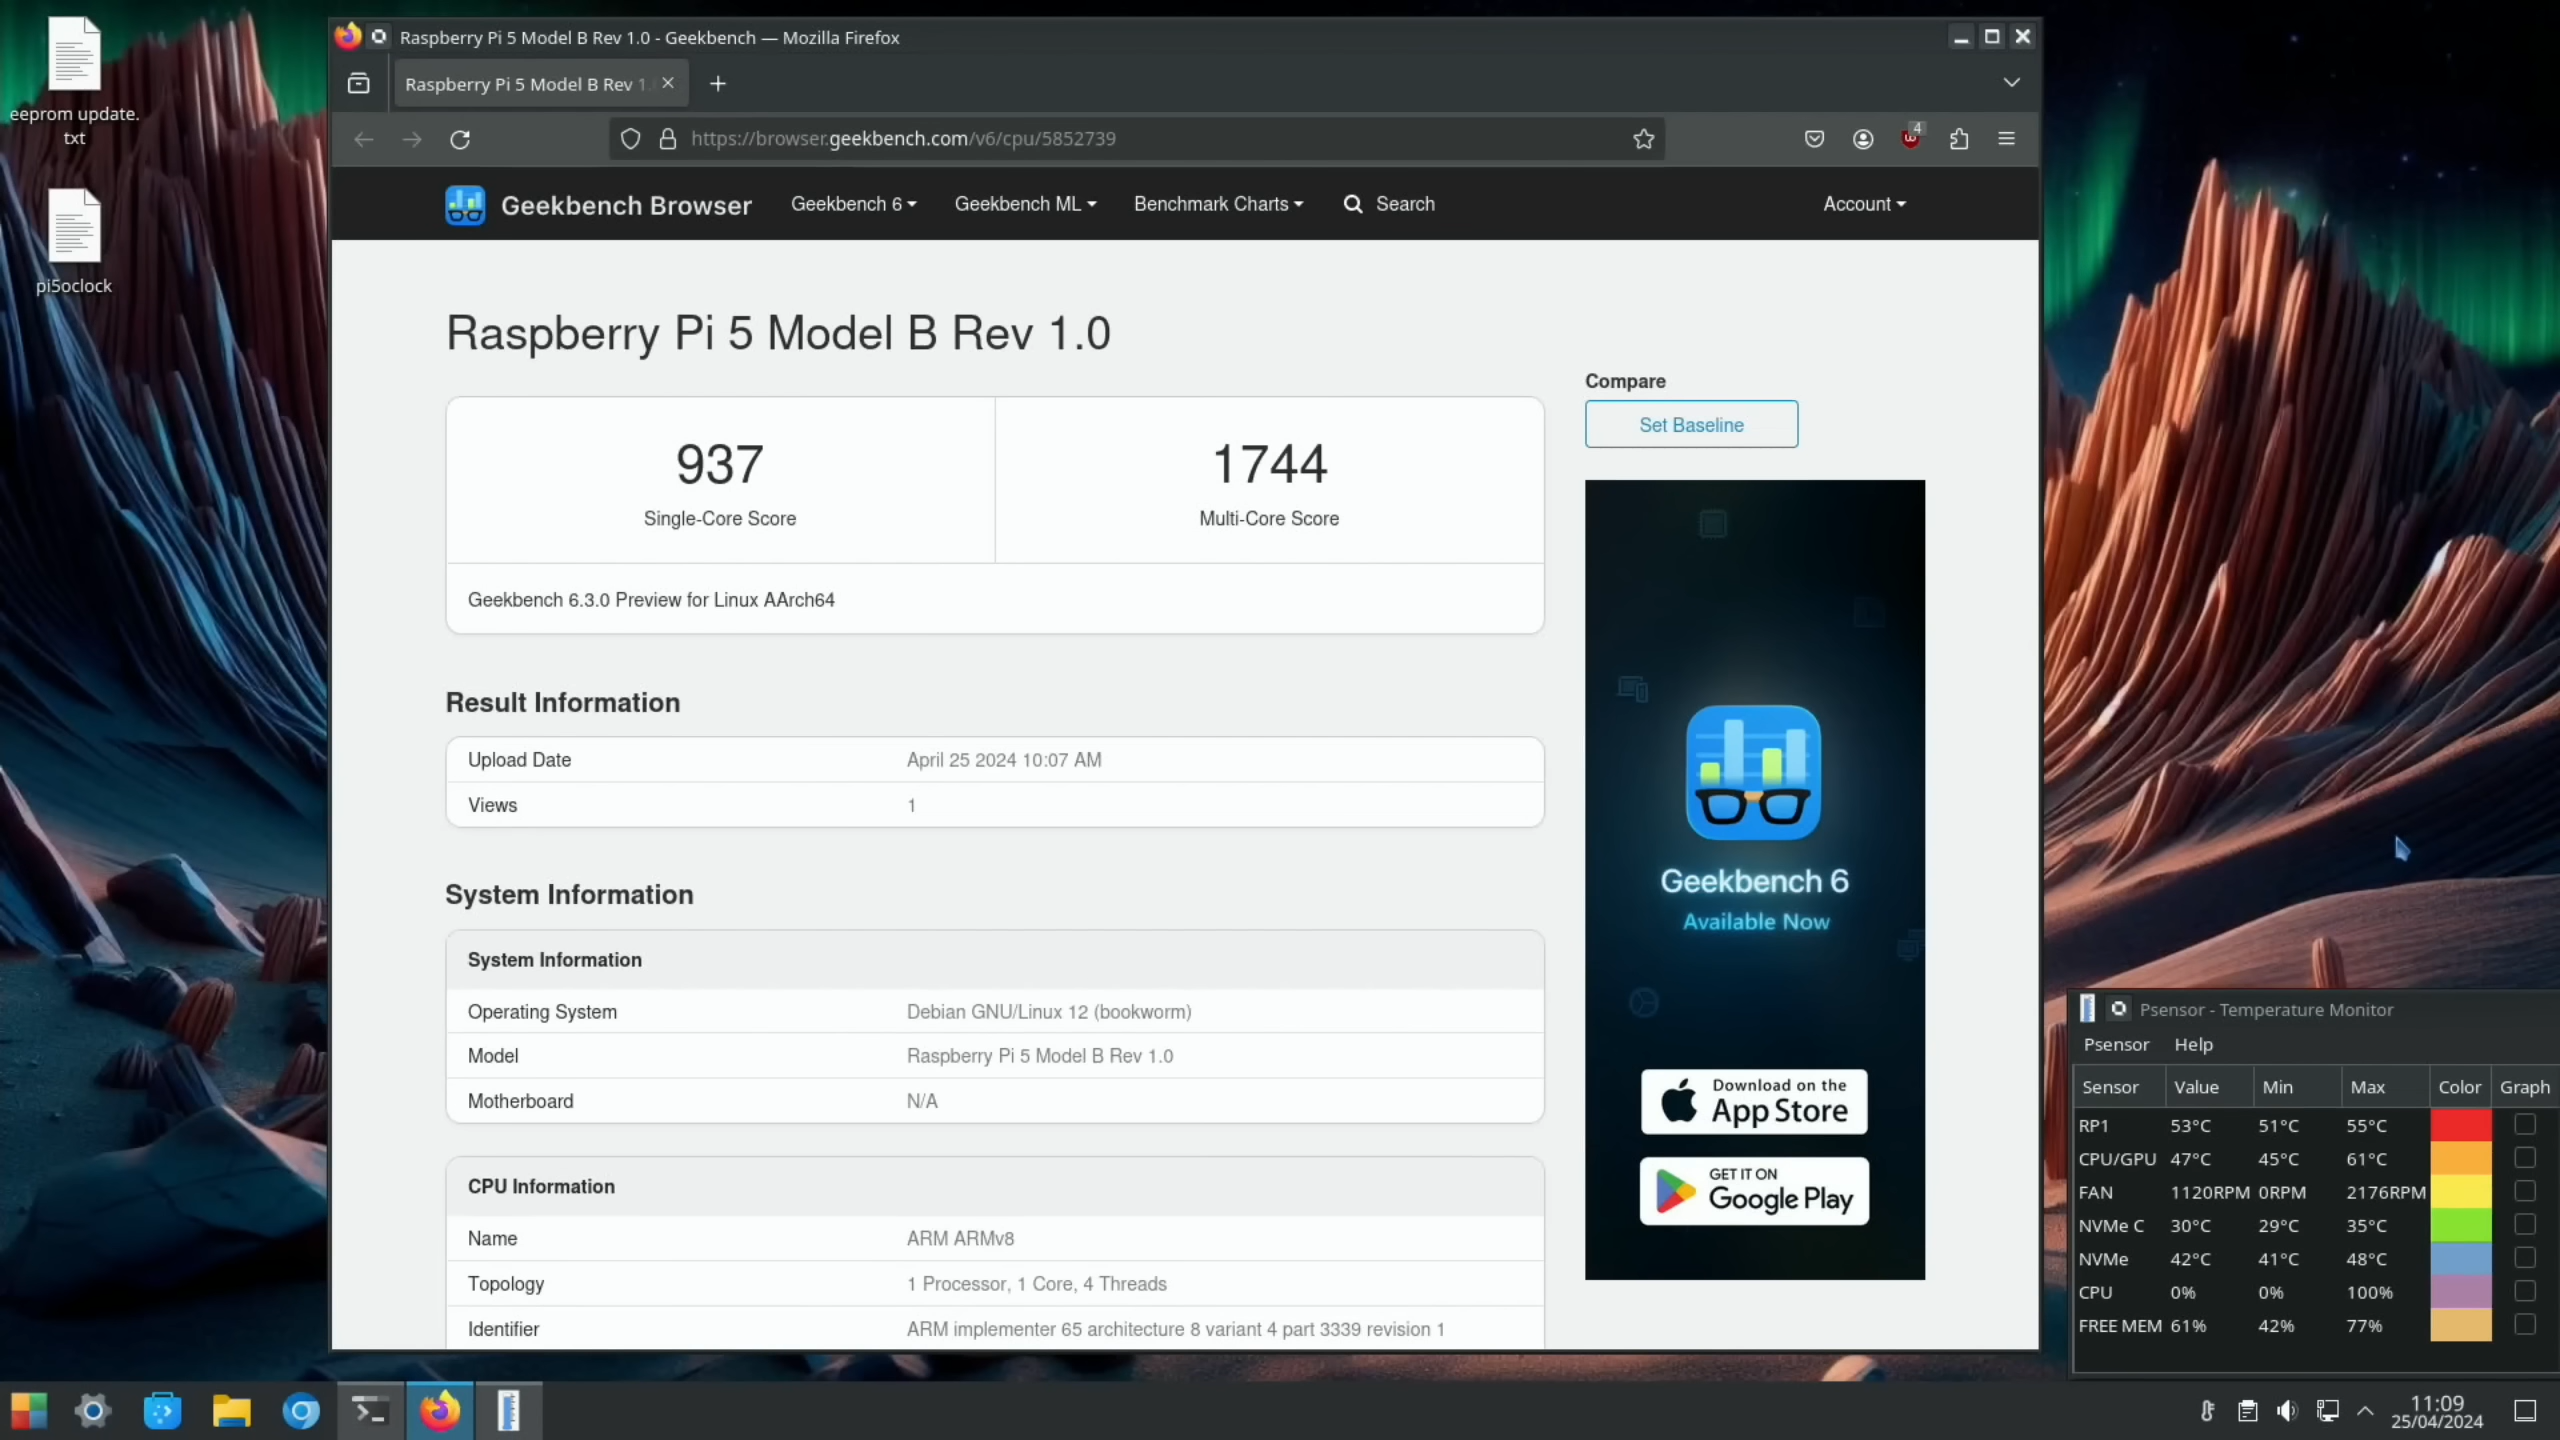 eeprom update.
txt
pi5oclock
Raspberry Pi 5 Model B Rev 1.0 - Geekbench — Mozilla Firefox
Raspberry Pi 5 Model B Rev 1.
https://browser.geekbench.com/v6/cpu/5852739
4
Geekbench Browser
Geekbench 6
Geekbench ML
Benchmark Charts
Search
Account
Raspberry Pi 5 Model B Rev 1.0
937
Single-Core Score
1744
Multi-Core Score
Geekbench 6.3.0 Preview for Linux AArch64
Compare
Set Baseline
Result Information
Upload Date April 25 2024 10:07 AM
Views 1
System Information
System Information
Operating System Debian GNU/Linux 12 (bookworm)
Model Raspberry Pi 5 Model B Rev 1.0
Motherboard N/A
CPU Information
Name ARM ARMv8
Topology 1 Processor, 1 Core, 4 Threads
Identifier ARM implementer 65 architecture 8 variant 4 part 3339 revision 1
Geekbench 6
Available Now
Download on the
App Store
GET IT ON
Google Play
Psensor - Temperature Monitor
Psensor Help
Sensor Value Min Max Color Graph
RP1 53°C 51°C 55°C
CPU/GPU 47°C 45°C 61°C
FAN 1120RPM 0RPM 2176RPM
NVMe C 30°C 29°C 35°C
NVMe 42°C 41°C 48°C
CPU 0% 0% 100%
FREE MEM 61% 42% 77%
11:09
25/04/2024